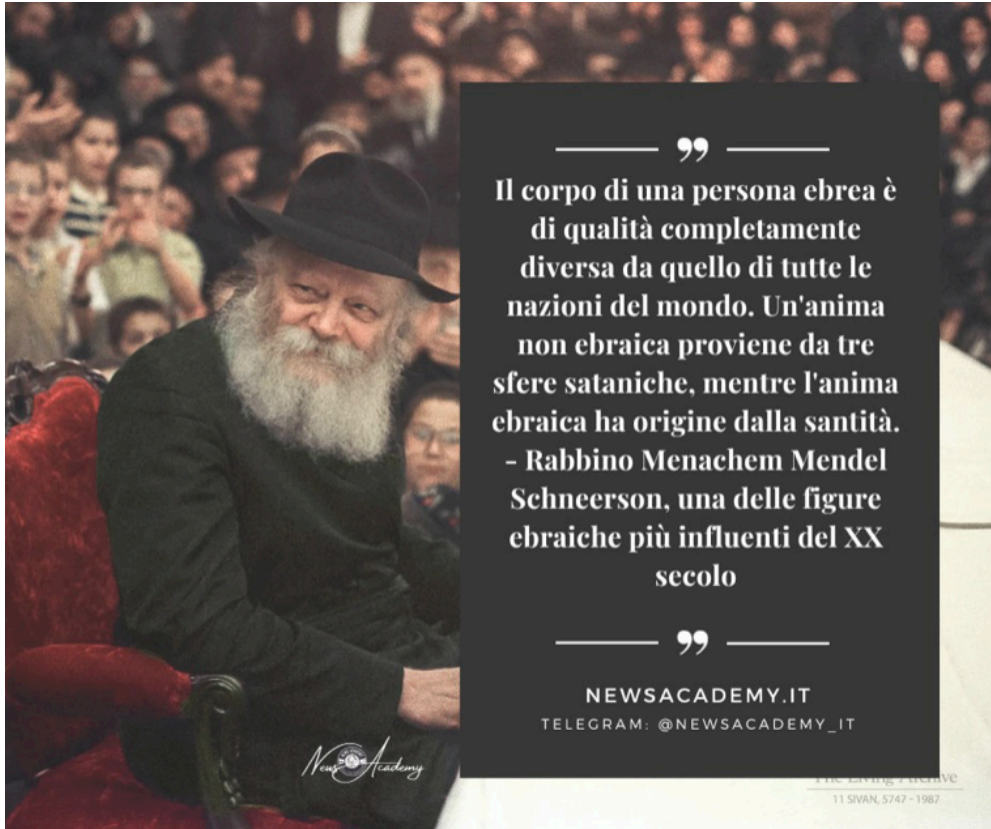 Il corpo di una persona ebrea è
di qualità completamente
diversa da quello di tutte le
nazioni del mondo. Un'anima
non ebraica proviene da tre
sfere sataniche, mentre l'anima
ebraica ha origine dalla santità.
- Rabbino Menachem Mendel
Schneerson, una delle figure
ebraiche più influenti del XX
secolo
NEWSACADEMY.IT
TELEGRAM: @NEWSACADEMY_IT
News Academy
The Living Archive
11 SIVAN, 5747 - 1987